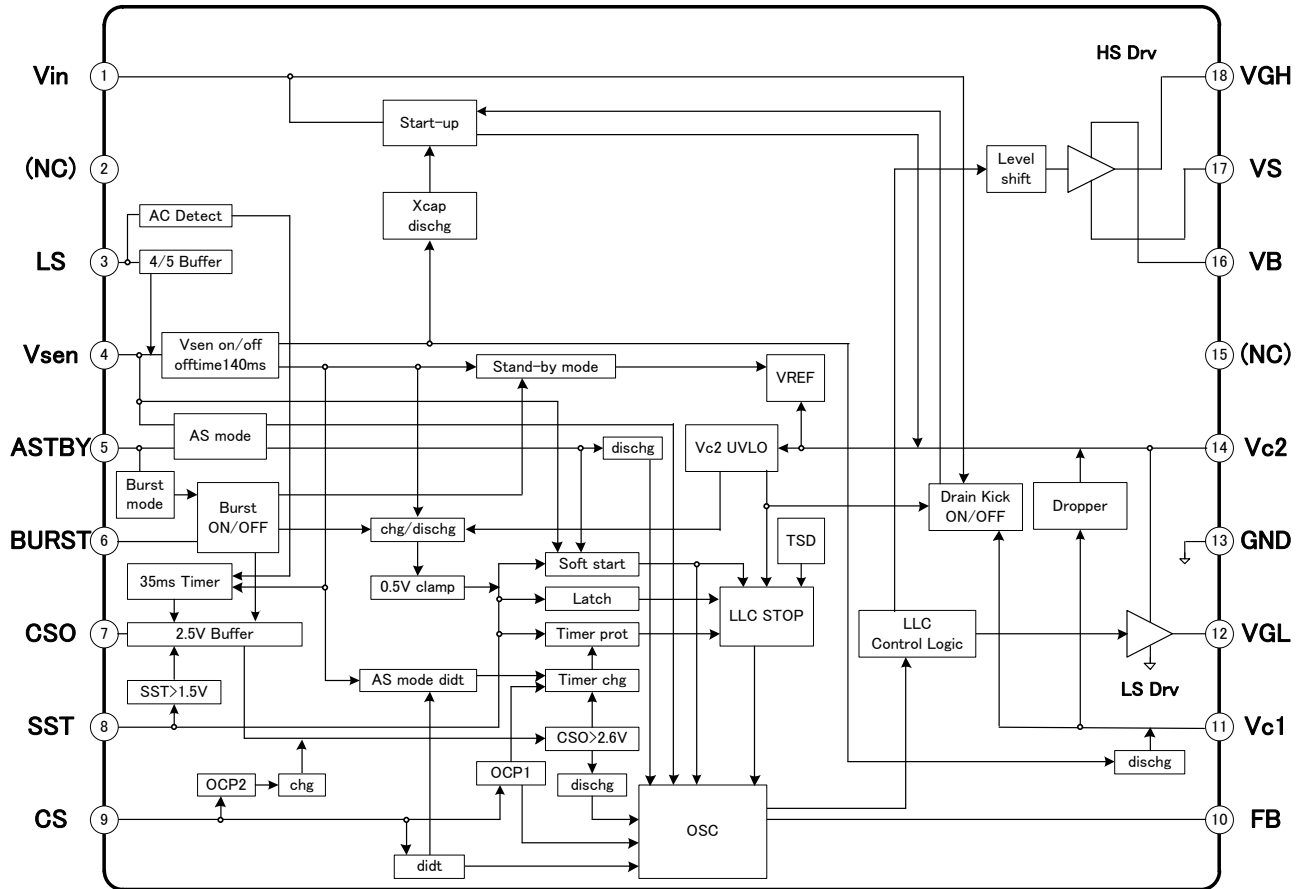 HS Drv
Vin
1
18
VGH
Start-up
(NC)
2
Level
shift
17
VS
AC Detect
Xcap
dischg
LS
3
4/5 Buffer
16
VB
Vsen
4
Vsen on/off
offtime140ms
15
(NC)
Stand-by mode
VREF
ASTBY
5
AS mode
dischg
Vc2 UVLO
14
Vc2
Burst
mode
Burst
ON/OFF
Drain Kick
ON/OFF
Dropper
BURST
6
chg/dischg
TSD
13
GND
35ms Timer
0.5V clamp
Soft start
Latch
LLC STOP
CSO
7
2.5V Buffer
Timer prot
LLC
Control Logic
12
VGL
SST>1.5V
AS mode didt
Timer chg
LS Drv
SST
8
CSO>2.6V
11
Vc1
OCP2
chg
OCP1
dischg
dischg
CS
9
OSC
10
FB
didt